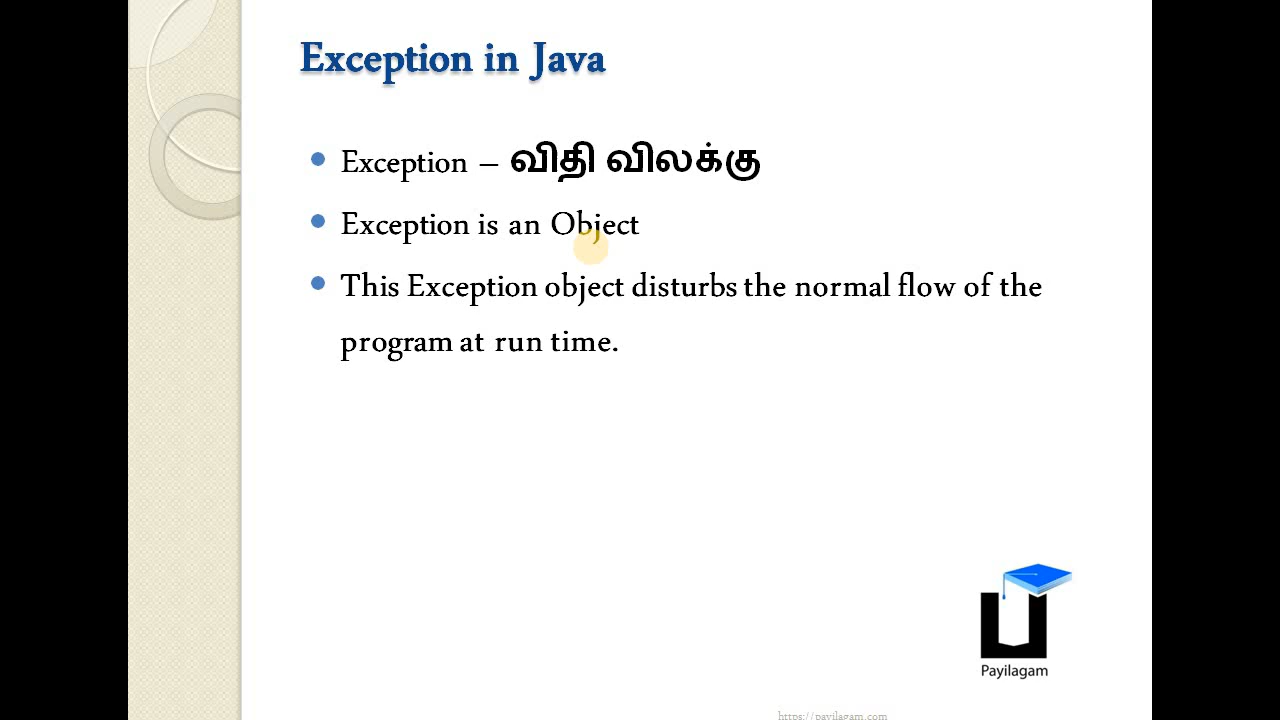 Exception in Java
Exception – விதி விலக்கு
Exception is an Object
This Exception object disturbs the normal flow of the
program at run time.
Payilagam
https://payilagam.com